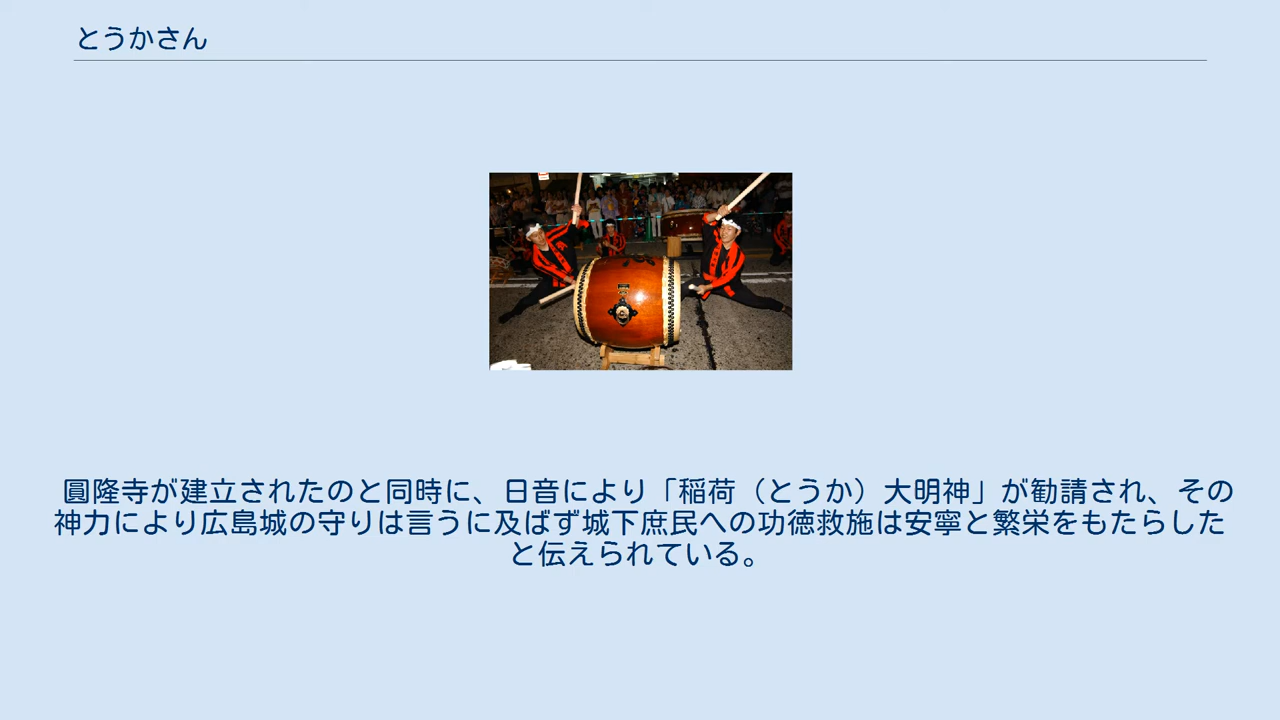 とうかさん
圓隆寺が建立されたのと同時に、日音により「稲荷（とうか）大明神」が勧請され、その
神力により広島城の守りは言うに及ばず城下庶民への功徳救施は安寧と繁栄をもたらした
と伝えられている。